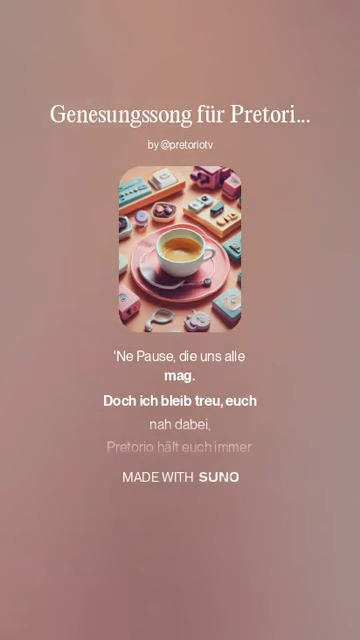 Genesungssong für Pretori...
by @pretoriotv
'Ne Pause, die uns alle
mag.
Doch ich bleib treu, euch
nah dabei,
Pretorio hält euch immer
MADE WITH SUNO